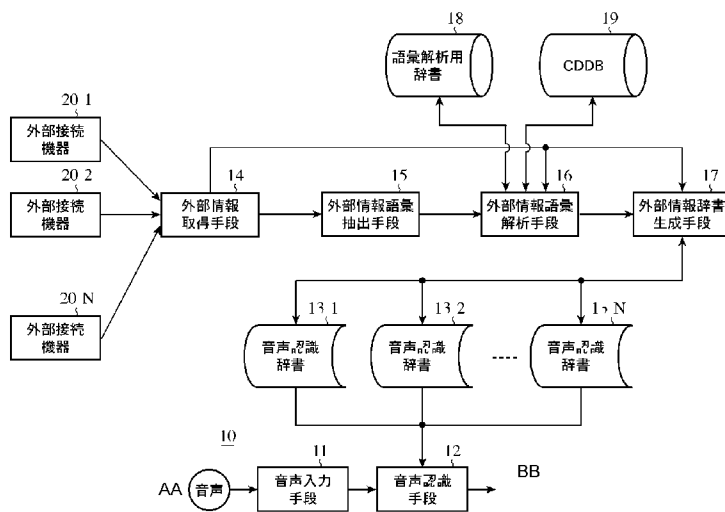 18
19
語彙解析用
辞書
CDDB
20 1
外部接続
機器
20 2
外部接続
機器
20 N
外部接続
機器
14
外部情報
取得手段
15
外部情報語彙
抽出手段
16
外部情報語彙
解析手段
17
外部情報辞書
生成手段
13 1
音声認識
辞書
13 2
音声認識
辞書
13 N
音声認識
辞書
10
AA
音声
11
音声入力
手段
12
音声認識
手段
BB